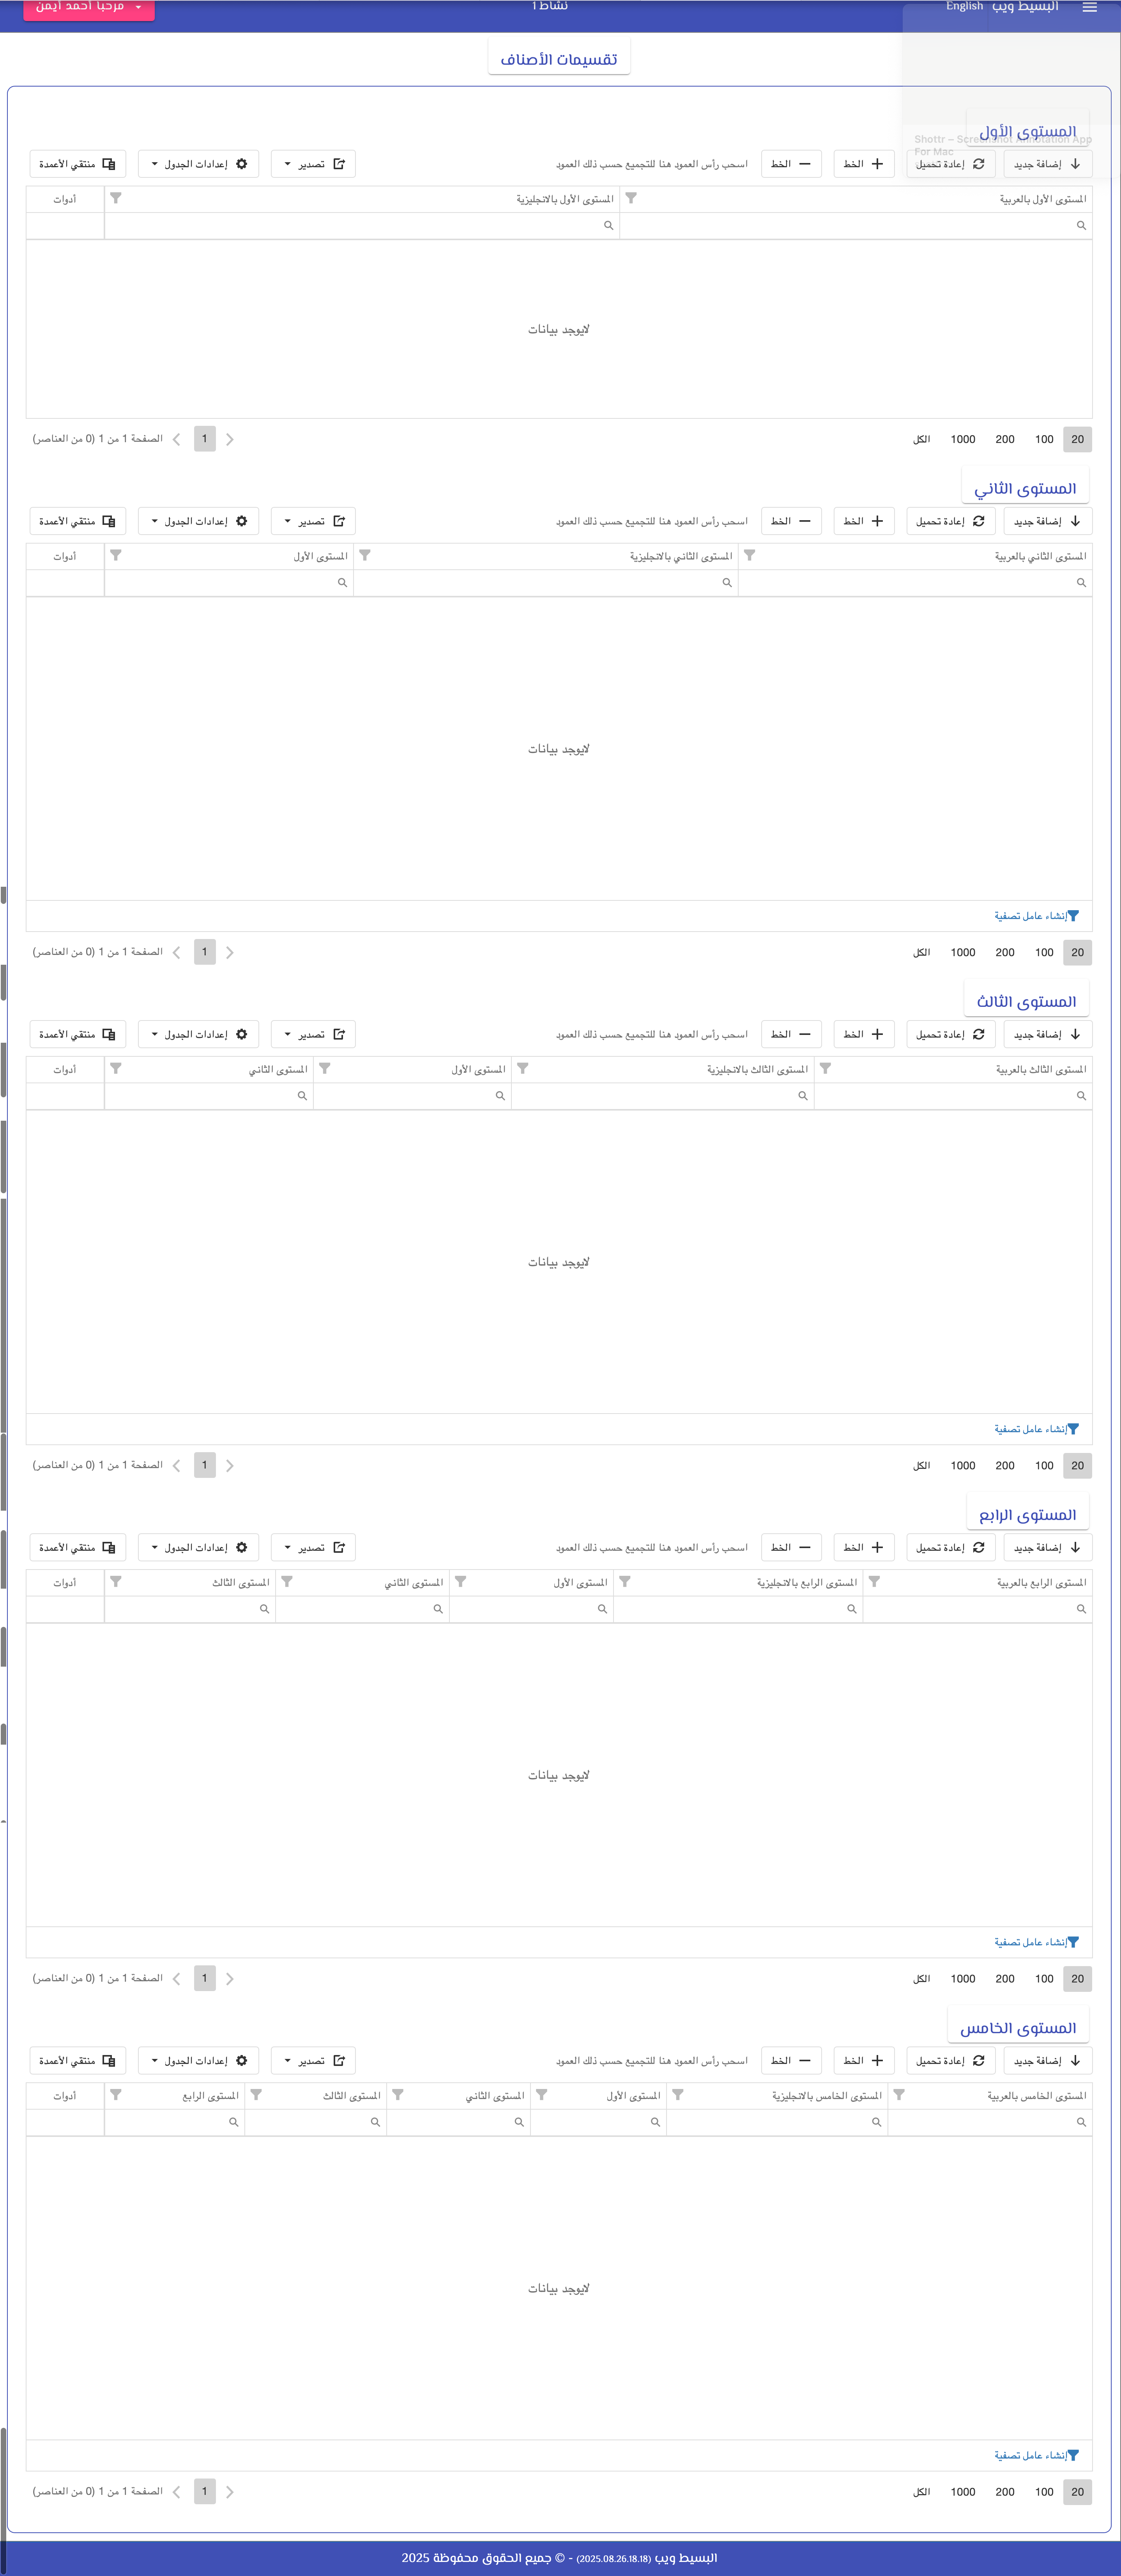 البسيط ويب English نشاط 1 مرحبا احمد ايمن
تقسيمات الأصناف
المستوى الأول
Shottr – Screenshot Annotation App
For Mac
إضافة جديد إعادة تحميل الخط الخط اسحب رأس العمود هنا للتجميع حسب ذلك العمود تصدير إعدادات الجدول منتقي الأعمدة
المستوى الأول بالعربية المستوى الأول بالانجليزية أدوات
لايوجد بيانات
20 100 200 1000 الكل 1 الصفحة 1 من 1 (0 من العناصر)
المستوى الثاني
إضافة جديد إعادة تحميل الخط الخط اسحب رأس العمود هنا للتجميع حسب ذلك العمود تصدير إعدادات الجدول منتقي الأعمدة
المستوى الثاني بالعربية المستوى الثاني بالانجليزية المستوى الأول أدوات
لايوجد بيانات
إنشاء عامل تصفية
20 100 200 1000 الكل 1 الصفحة 1 من 1 (0 من العناصر)
المستوى الثالث
إضافة جديد إعادة تحميل الخط الخط اسحب رأس العمود هنا للتجميع حسب ذلك العمود تصدير إعدادات الجدول منتقي الأعمدة
المستوى الثالث بالعربية المستوى الثالث بالانجليزية المستوى الأول المستوى الثاني أدوات
لايوجد بيانات
إنشاء عامل تصفية
20 100 200 1000 الكل 1 الصفحة 1 من 1 (0 من العناصر)
المستوى الرابع
إضافة جديد إعادة تحميل الخط الخط اسحب رأس العمود هنا للتجميع حسب ذلك العمود تصدير إعدادات الجدول منتقي الأعمدة
المستوى الرابع بالعربية المستوى الرابع بالانجليزية المستوى الأول المستوى الثاني المستوى الثالث أدوات
لايوجد بيانات
إنشاء عامل تصفية
20 100 200 1000 الكل 1 الصفحة 1 من 1 (0 من العناصر)
المستوى الخامس
إضافة جديد إعادة تحميل الخط الخط اسحب رأس العمود هنا للتجميع حسب ذلك العمود تصدير إعدادات الجدول منتقي الأعمدة
المستوى الخامس بالعربية المستوى الخامس بالانجليزية المستوى الأول المستوى الثاني المستوى الثالث المستوى الرابع أدوات
لايوجد بيانات
إنشاء عامل تصفية
20 100 200 1000 الكل 1 الصفحة 1 من 1 (0 من العناصر)
البسيط ويب (2025.08.26.18.18) - © جميع الحقوق محفوظة 2025